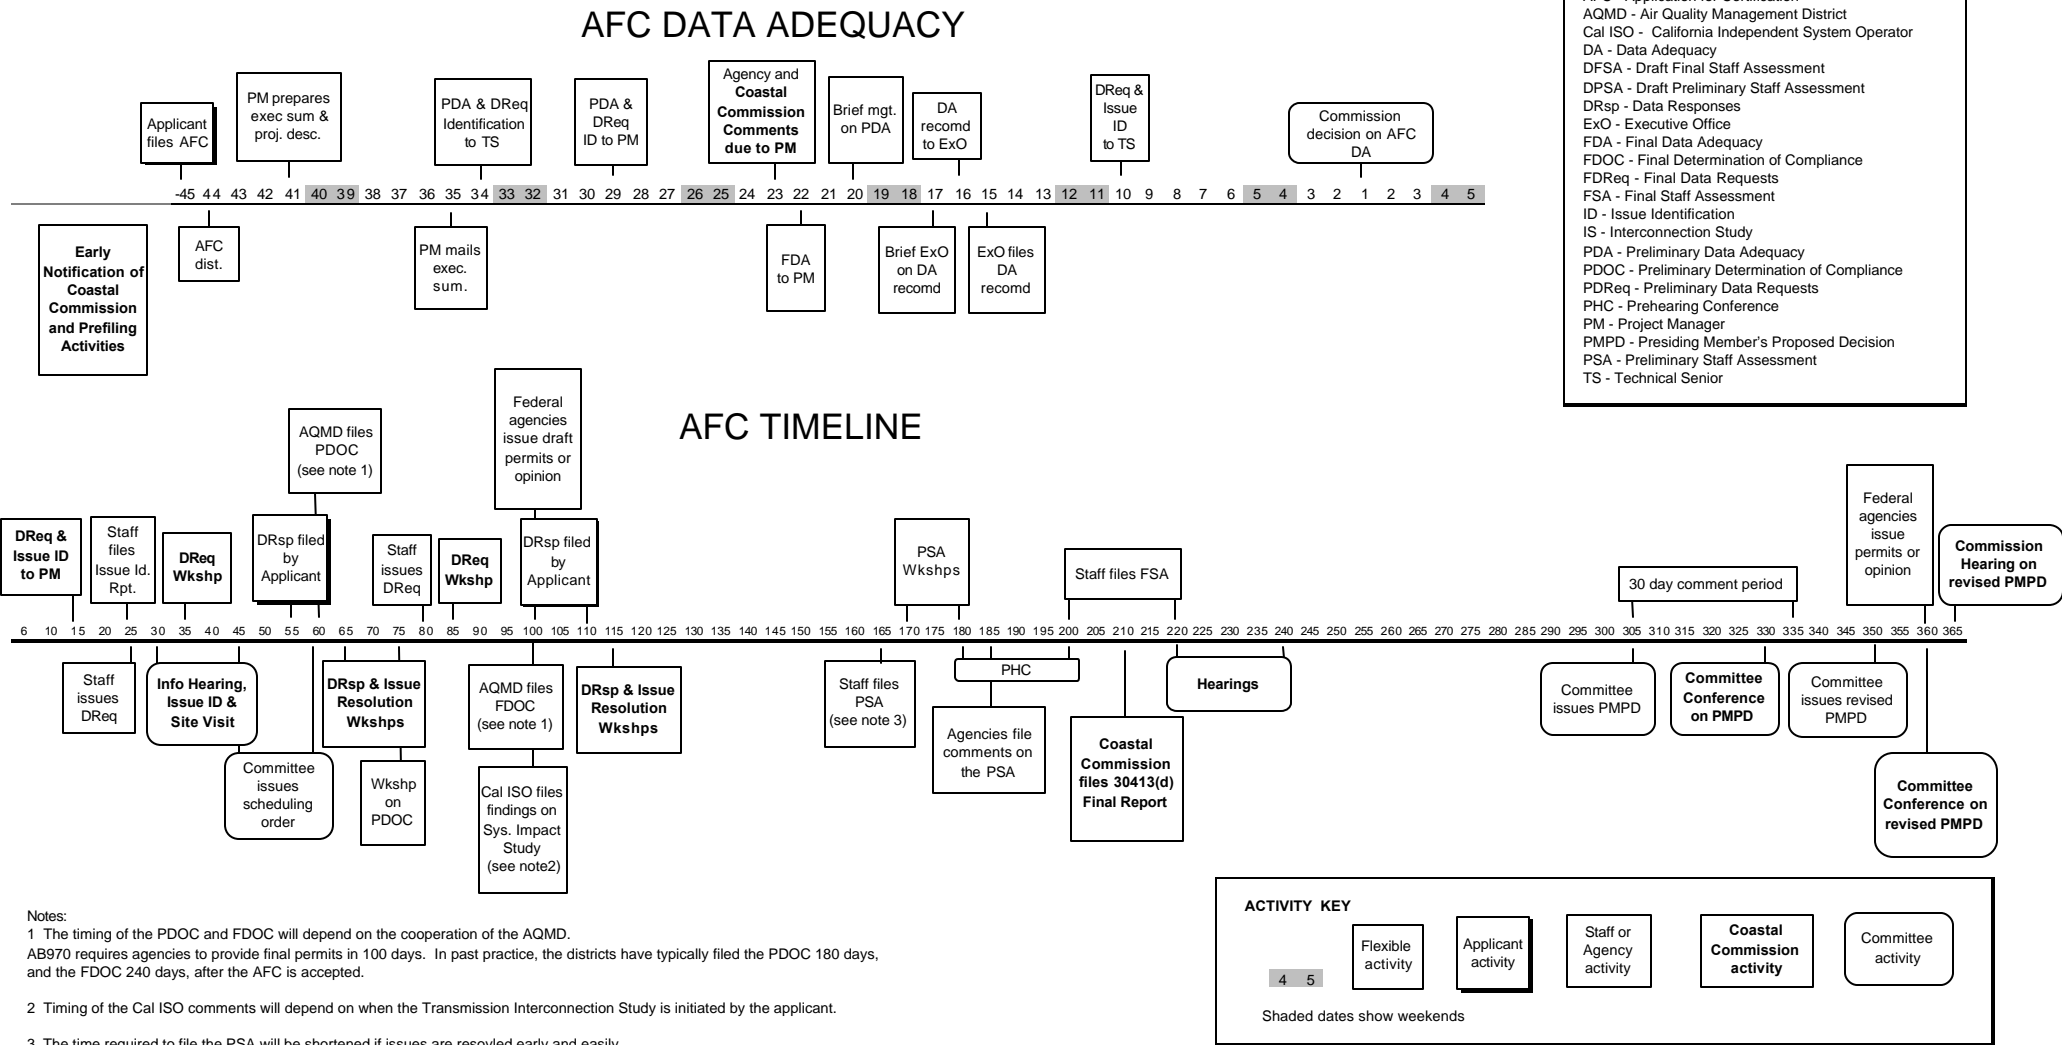 AFC DATA ADEQUACY
AQMD - Air Quality Management District
Cal ISO - California Independent System Operator
DA - Data Adequacy
DFSA - Draft Final Staff Assessment
DPSA - Draft Preliminary Staff Assessment
DRsp - Data Responses
ExO - Executive Office
FDA - Final Data Adequacy
FDOC - Final Determination of Compliance
FDReq - Final Data Requests
FSA - Final Staff Assessment
ID - Issue Identification
IS - Interconnection Study
PDA - Preliminary Data Adequacy
PDOC - Preliminary Determination of Compliance
PDReq - Preliminary Data Requests
PHC - Prehearing Conference
PM - Project Manager
PMPD - Presiding Member's Proposed Decision
PSA - Preliminary Staff Assessment
TS - Technical Senior
Applicant
files AFC
PM prepares
exec sum &
proj. desc.
PDA & DReq
Identification
to TS
PDA &
DReq
ID to PM
Agency and
Coastal
Commission
Comments
due to PM
Brief mgt.
on PDA
DA
recomd
to ExO
DReq &
Issue
ID
to TS
Commission
decision on AFC
DA
-45 44 43 42 41 40 39 38 37 36 35 34 33 32 31 30 29 28 27 26 25 24 23 22 21 20 19 18 17 16 15 14 13 12 11 10 9 8 7 6 5 4 3 2 1 2 3 4 5
Early
Notification of
Coastal
Commission
and Prefiling
Activities
AFC
dist.
PM mails
exec.
sum.
FDA
to PM
Brief ExO
on DA
recomd
ExO files
DA
recomd
AFC TIMELINE
DReq &
Issue ID
to PM
Staff
files
Issue Id.
Rpt.
DReq
Wkshp
AQMD files
PDOC
(see note 1)
DRsp filed
by
Applicant
Staff
issues
DReq
DReq
Wkshp
Federal
agencies
issue draft
permits or
opinion
DRsp filed
by
Applicant
PSA
Wkshps
Staff files FSA
30 day comment period
Federal
agencies
issue
permits or
opinion
Commission
Hearing on
revised PMPD
6 10 15 20 25 30 35 40 45 50 55 60 65 70 75 80 85 90 95 100 105 110 115 120 125 130 135 140 145 150 155 160 165 170 175 180 185 190 195 200 205 210 215 220 225 230 235 240 245 250 255 260 265 270 275 280 285 290 295 300 305 310 315 320 325 330 335 340 345 350 355 360 365
Staff
issues
DReq
Info Hearing,
Issue ID &
Site Visit
Committee
issues
scheduling
order
DRsp & Issue
Resolution
Wkshps
Wkshp
on
PDOC
AQMD files
FDOC
(see note 1)
Cal ISO files
findings on
Sys. Impact
Study
(see note2)
DRsp & Issue
Resolution
Wkshps
Staff files
PSA
(see note 3)
PHC
Agencies file
comments on
the PSA
Coastal
Commission
files 30413(d)
Final Report
Hearings
Committee
issues PMPD
Committee
Conference
on PMPD
Committee
issues revised
PMPD
Committee
Conference on
revised PMPD
Notes:
1 The timing of the PDOC and FDOC will depend on the cooperation of the AQMD.
AB970 requires agencies to provide final permits in 100 days. In past practice, the districts have typically filed the PDOC 180 days,
and the FDOC 240 days, after the AFC is accepted.
2 Timing of the Cal ISO comments will depend on when the Transmission Interconnection Study is initiated by the applicant.
3 The time required to file the PSA will be shortened if issues are resovled early and easily
ACTIVITY KEY
4 5
Flexible
activity
Applicant
activity
Staff or
Agency
activity
Coastal
Commission
activity
Committee
activity
Shaded dates show weekends